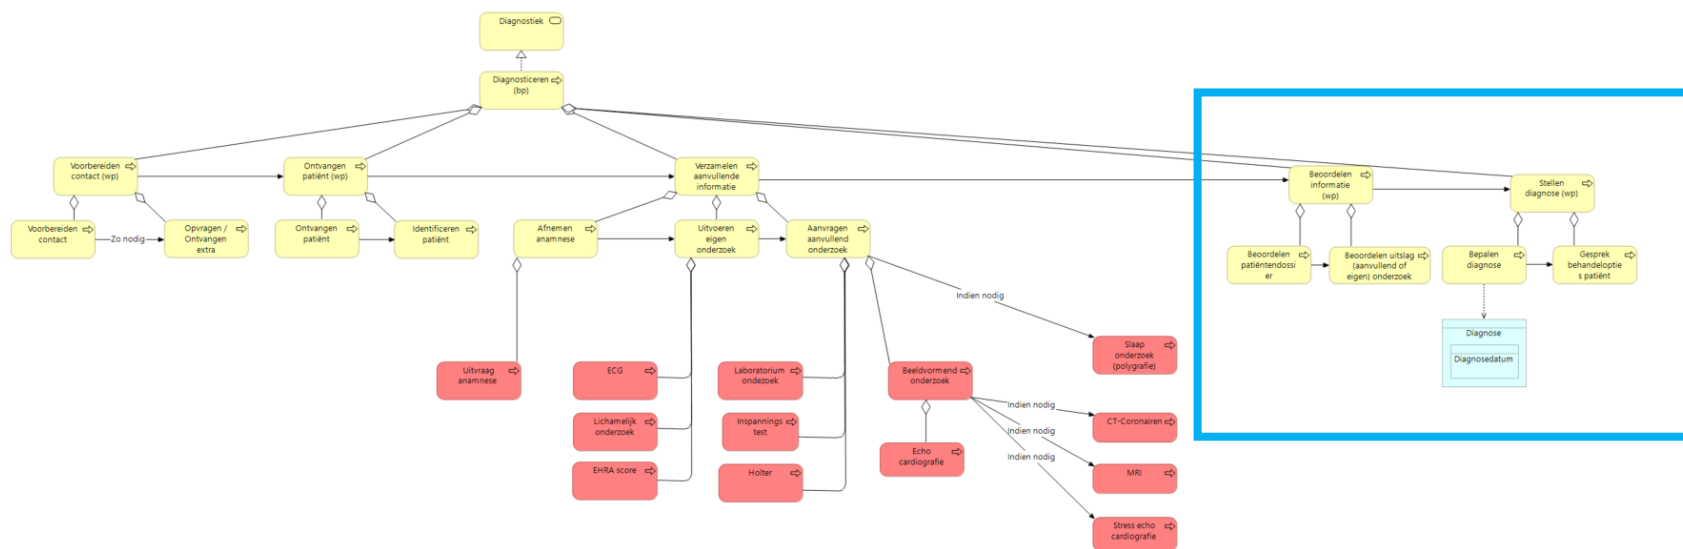 Diagnostiek
Diagnosticeren
(bp)
Voorbereiden
contact (wp)
Ontvangen
patiënt (wp)
Verzamelen
aanvullende
informatie
Beoordelen
informatie
(wp)
Stellen
diagnose (wp)
Voorbereiden
contact
Zo nodig
Opvragen /
Ontvangen
extra
Ontvangen
patiënt
Identificeren
patiënt
Afnemen
anamnese
Uitvoeren
eigen
onderzoek
Aanvragen
aanvullend
onderzoek
Beoordelen
patiëntendossi
er
Beoordelen uitslag
(aanvullend of
eigen) onderzoek
Bepalen
diagnose
Gesprek
behandeloptie
s patiënt
Indien nodig
Diagnose
Diagnosedatum
Slaap
onderzoek
(polygrafie)
Uitvraag
anamnese
ECG
Laboratorium
ondezoek
Beeldvormend
onderzoek
Indien nodig
CT-Coronairen
Lichamelijk
onderzoek
Inspannings
test
Indien nodig
Echo
cardiografie
Indien nodig
EHRA score
Holter
MRI
Stress echo
cardiografie